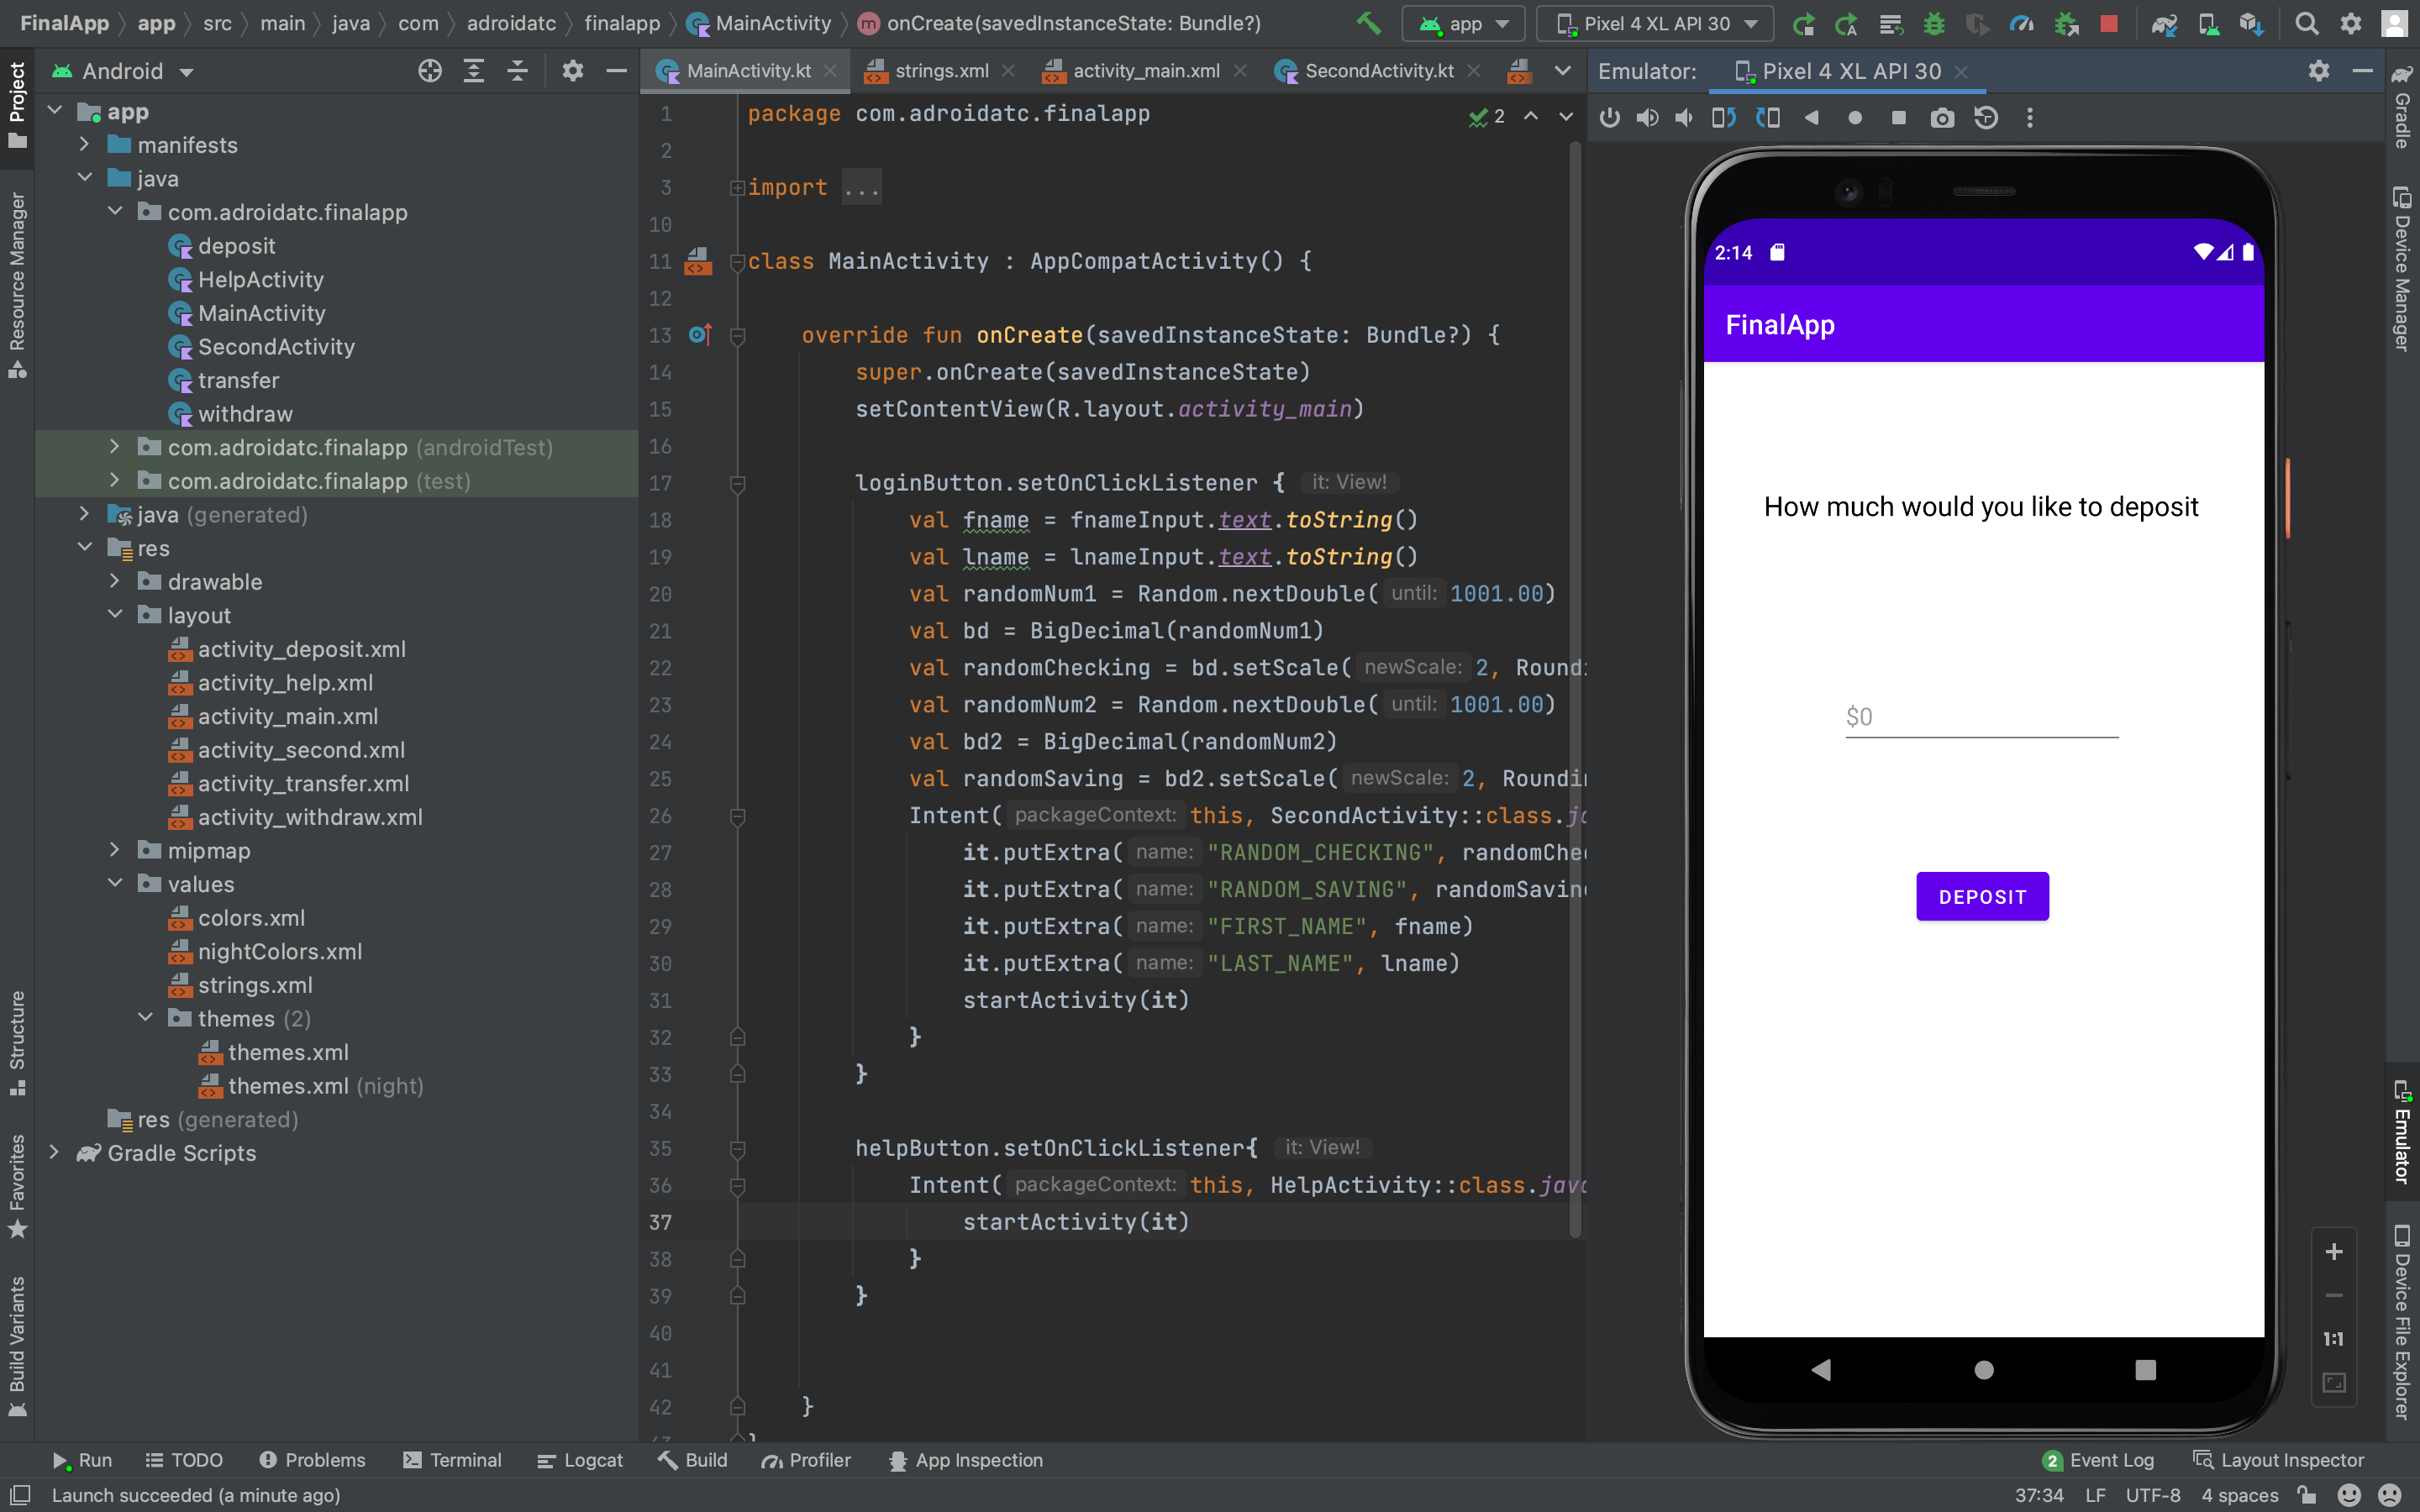 FinalApp app src main java com adroidatc finalapp MainActivity onCreate(savedInstanceState: Bundle?)
app
Pixel 4 XL API 30
Project
Resource Manager
Structure
Favorites
Build Variants
Android
app
manifests
java
com.adroidatc.finalapp
deposit
HelpActivity
MainActivity
SecondActivity
transfer
withdraw
com.adroidatc.finalapp (androidTest)
com.adroidatc.finalapp (test)
java (generated)
res
drawable
layout
activity_deposit.xml
activity_help.xml
activity_main.xml
activity_second.xml
activity_transfer.xml
activity_withdraw.xml
mipmap
values
colors.xml
nightColors.xml
strings.xml
themes (2)
themes.xml
themes.xml (night)
res (generated)
Gradle Scripts
MainActivity.kt strings.xml activity_main.xml SecondActivity.kt
1 package com.adroidatc.finalapp
2
2
3 import ...
10
11 class MainActivity : AppCompatActivity() {
12
13 override fun onCreate(savedInstanceState: Bundle?) {
14 super.onCreate(savedInstanceState)
15 setContentView(R.layout.activity_main)
16
17 loginButton.setOnClickListener { it: View!
18 val fname = fnameInput.text.toString()
19 val lname = lnameInput.text.toString()
20 val randomNum1 = Random.nextDouble( until: 1001.00)
21 val bd = BigDecimal(randomNum1)
22 val randomChecking = bd.setScale( newScale: 2, Roundi
23 val randomNum2 = Random.nextDouble( until: 1001.00)
24 val bd2 = BigDecimal(randomNum2)
25 val randomSaving = bd2.setScale( newScale: 2, Roundin
26 Intent( packageContext: this, SecondActivity::class.ja
27 it.putExtra( name: "RANDOM_CHECKING", randomChec
28 it.putExtra( name: "RANDOM_SAVING", randomSaving
29 it.putExtra( name: "FIRST_NAME", fname)
30 it.putExtra( name: "LAST_NAME", lname)
31 startActivity(it)
32 }
33 }
34
35 helpButton.setOnClickListener{ it: View!
36 Intent( packageContext: this, HelpActivity::class.java
37 startActivity(it)
38 }
39 }
40
41
42 }
Emulator: Pixel 4 XL API 30
2:14
FinalApp
How much would you like to deposit
$0
DEPOSIT
1:1
Gradle
Device Manager
Emulator
Device File Explorer
Run TODO Problems Terminal Logcat Build Profiler App Inspection
2 Event Log Layout Inspector
Launch succeeded (a minute ago)
37:34 LF UTF-8 4 spaces